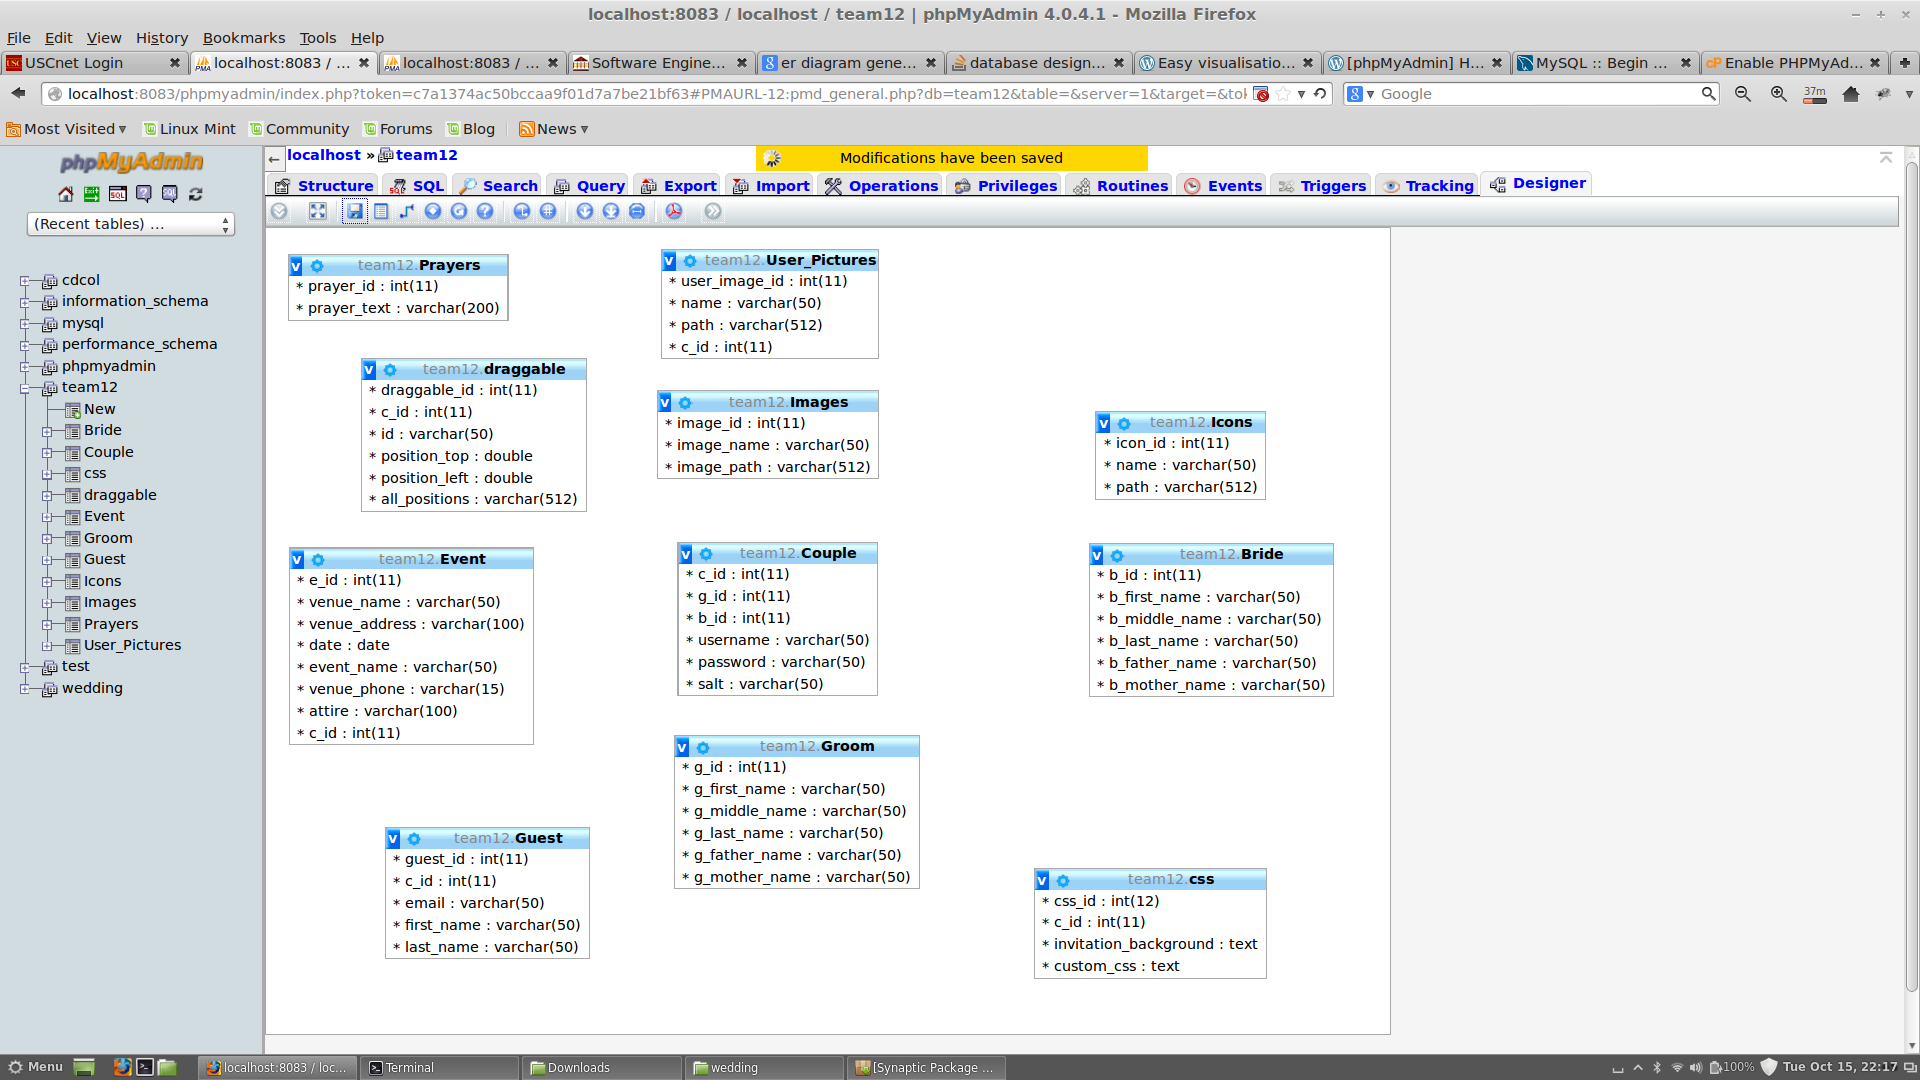 localhost:8083 / localhost / team12 | phpMyAdmin 4.0.4.1 - Mozilla Firefox
File Edit View History Bookmarks Tools Help
USCnet Login
localhost:8083 / ...
localhost:8083 / ...
Software Engine...
er diagram gene...
database design...
Easy visualisatio...
[phpMyAdmin] H...
MySQL :: Begin ...
Enable PHPMyAd...
localhost:8083/phpmyadmin/index.php?token=c7a1374ac50bccaa9f01d7a7be21bf63#PMAURL-12:pmd_general.php?db=team12&table=&server=1&target=&tok
Google
37m
Most Visited
Linux Mint
Community
Forums
Blog
News
phpMyAdmin
(Recent tables) ...
cdcol
information_schema
mysql
performance_schema
phpmyadmin
team12
New
Bride
Couple
css
draggable
Event
Groom
Guest
Icons
Images
Prayers
User_Pictures
test
wedding
localhost » team12
Modifications have been saved
Structure SQL Search Query Export Import Operations Privileges Routines Events Triggers Tracking Designer
team12.Prayers
* prayer_id : int(11)
* prayer_text : varchar(200)
team12.User_Pictures
* user_image_id : int(11)
* name : varchar(50)
* path : varchar(512)
* c_id : int(11)
team12.draggable
* draggable_id : int(11)
* c_id : int(11)
* id : varchar(50)
* position_top : double
* position_left : double
* all_positions : varchar(512)
team12.Images
* image_id : int(11)
* image_name : varchar(50)
* image_path : varchar(512)
team12.Icons
* icon_id : int(11)
* name : varchar(50)
* path : varchar(512)
team12.Event
* e_id : int(11)
* venue_name : varchar(50)
* venue_address : varchar(100)
* date : date
* event_name : varchar(50)
* venue_phone : varchar(15)
* attire : varchar(100)
* c_id : int(11)
team12.Couple
* c_id : int(11)
* g_id : int(11)
* b_id : int(11)
* username : varchar(50)
* password : varchar(50)
* salt : varchar(50)
team12.Bride
* b_id : int(11)
* b_first_name : varchar(50)
* b_middle_name : varchar(50)
* b_last_name : varchar(50)
* b_father_name : varchar(50)
* b_mother_name : varchar(50)
team12.Groom
* g_id : int(11)
* g_first_name : varchar(50)
* g_middle_name : varchar(50)
* g_last_name : varchar(50)
* g_father_name : varchar(50)
* g_mother_name : varchar(50)
team12.Guest
* guest_id : int(11)
* c_id : int(11)
* email : varchar(50)
* first_name : varchar(50)
* last_name : varchar(50)
team12.css
* css_id : int(12)
* c_id : int(11)
* invitation_background : text
* custom_css : text
Menu
localhost:8083 / loc...
Terminal
Downloads
wedding
[Synaptic Package ...
100%
Tue Oct 15, 22:17